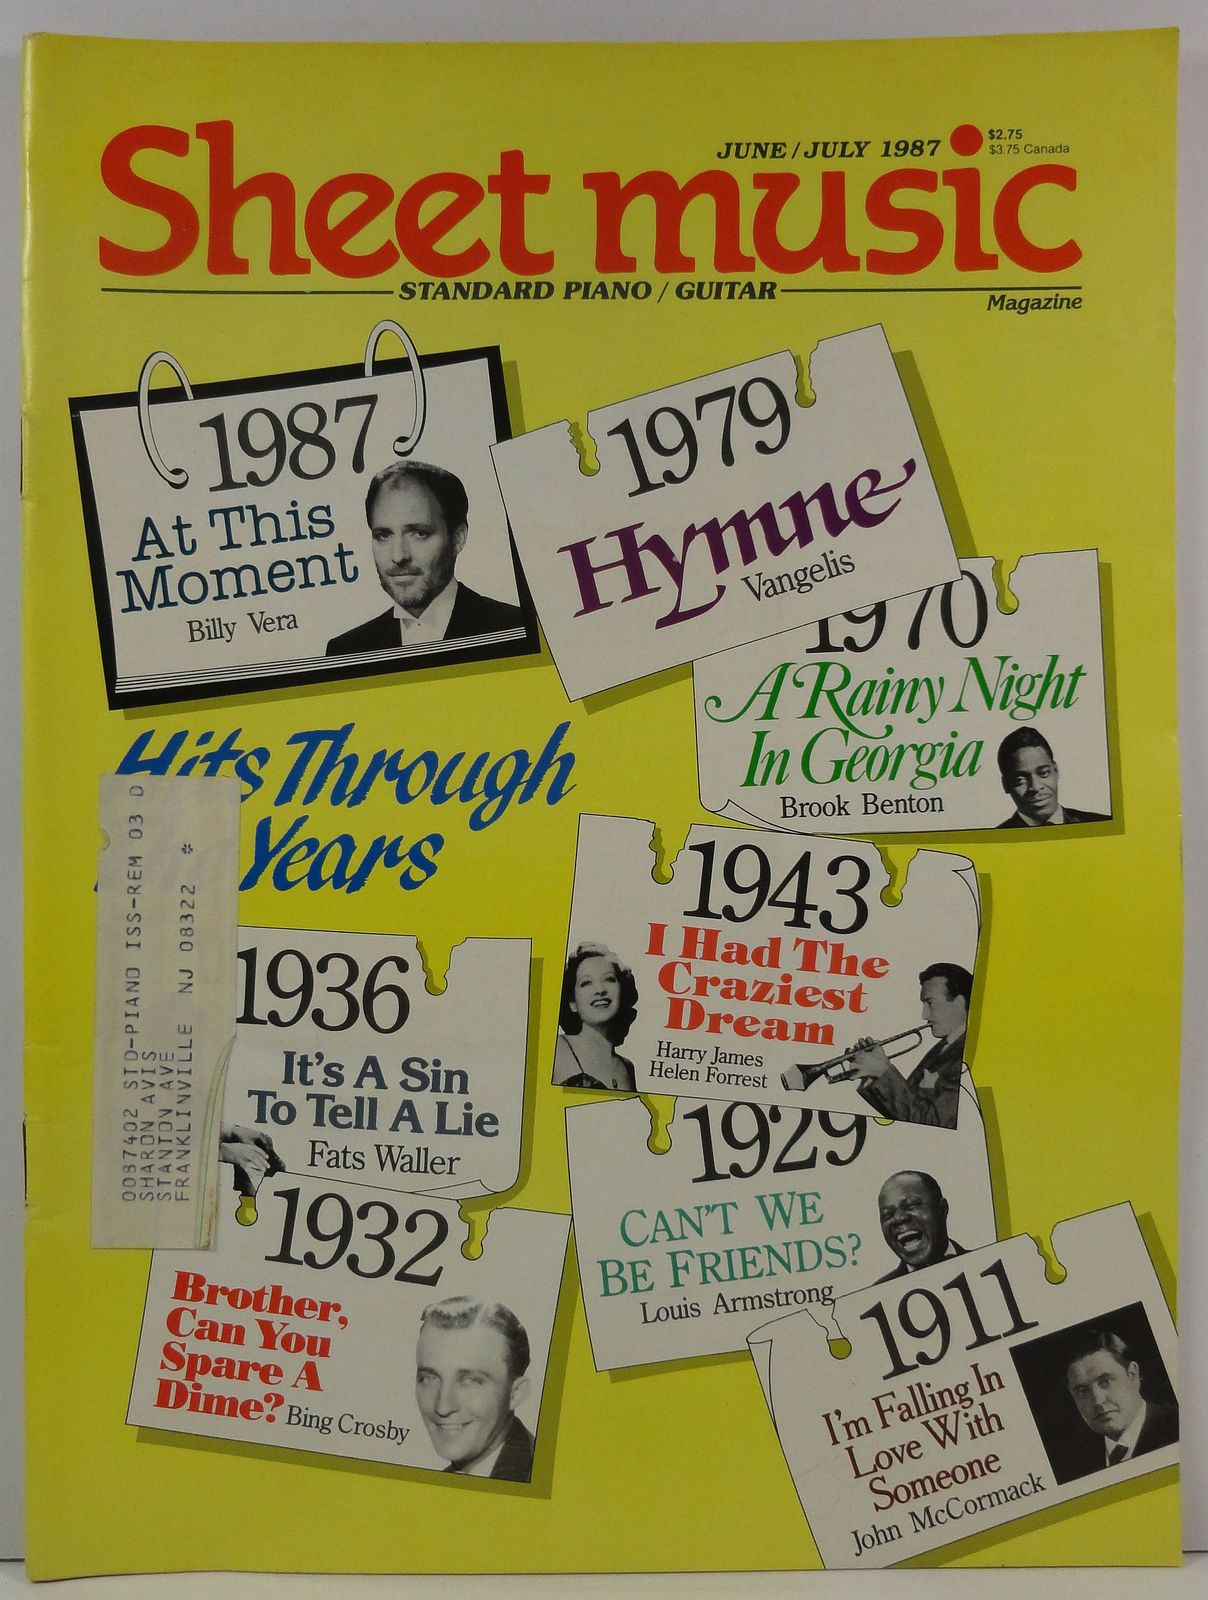 JUNE / JULY 1987
$2.75
$3.75 Canada
Sheet music
STANDARD PIANO / GUITAR
Magazine
1987
At This
Moment
Billy Vera
1979
Hymne
Vangelis
1970
A Rainy Night
In Georgia
Brook Benton
Hits Through
Years
0087402 STD-PIANO ISS-REM 03 D
SHARON AVIS
STANTON AVE
FRANKLINVILLE NJ 08322 *
1943
I Had The
Craziest
Dream
Harry James
Helen Forrest
1936
It's A Sin
To Tell A Lie
Fats Waller
1929
CAN'T WE
BE FRIENDS?
Louis Armstrong
1932
Brother,
Can You
Spare A
Dime? Bing Crosby
1911
I'm Falling In
Love With
Someone
John McCormack